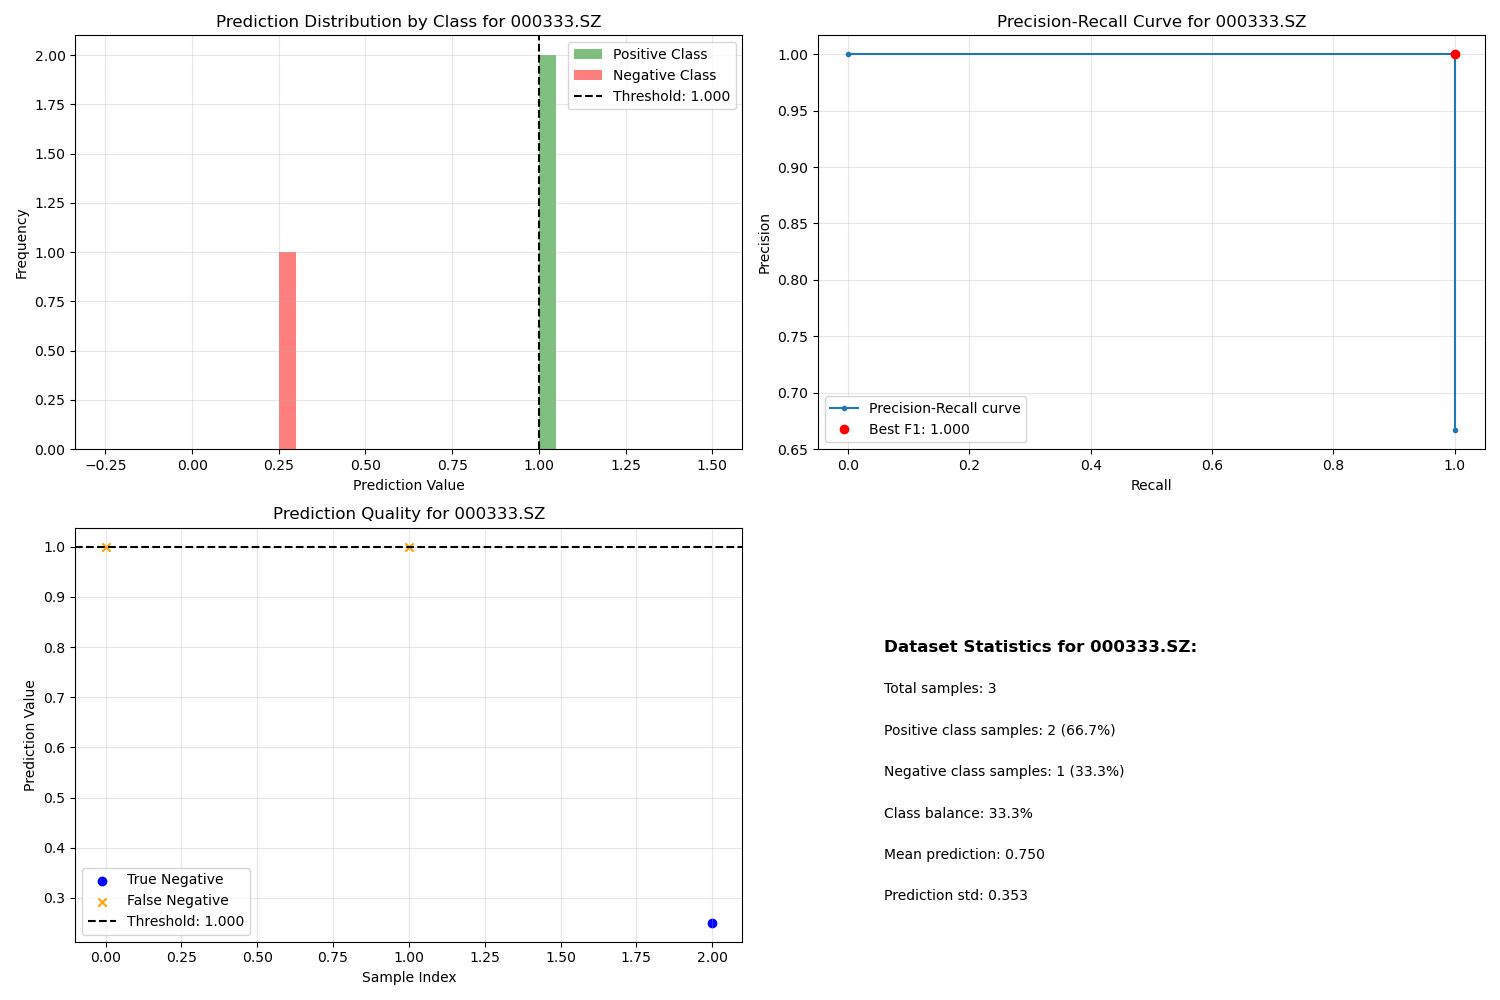 Prediction Distribution by Class for 000333.SZ
Frequency
2.00
1.75
1.50
1.25
1.00
0.75
0.50
0.25
0.00
Positive Class
Negative Class
Threshold: 1.000
−0.25 0.00 0.25 0.50 0.75 1.00 1.25 1.50
Prediction Value
Precision-Recall Curve for 000333.SZ
Precision
1.00
0.95
0.90
0.85
0.80
0.75
0.70
0.65
Precision-Recall curve
Best F1: 1.000
0.0 0.2 0.4 0.6 0.8 1.0
Recall
Prediction Quality for 000333.SZ
Prediction Value
1.0
0.9
0.8
0.7
0.6
0.5
0.4
0.3
True Negative
False Negative
Threshold: 1.000
0.00 0.25 0.50 0.75 1.00 1.25 1.50 1.75 2.00
Sample Index
Dataset Statistics for 000333.SZ:
Total samples: 3
Positive class samples: 2 (66.7%)
Negative class samples: 1 (33.3%)
Class balance: 33.3%
Mean prediction: 0.750
Prediction std: 0.353